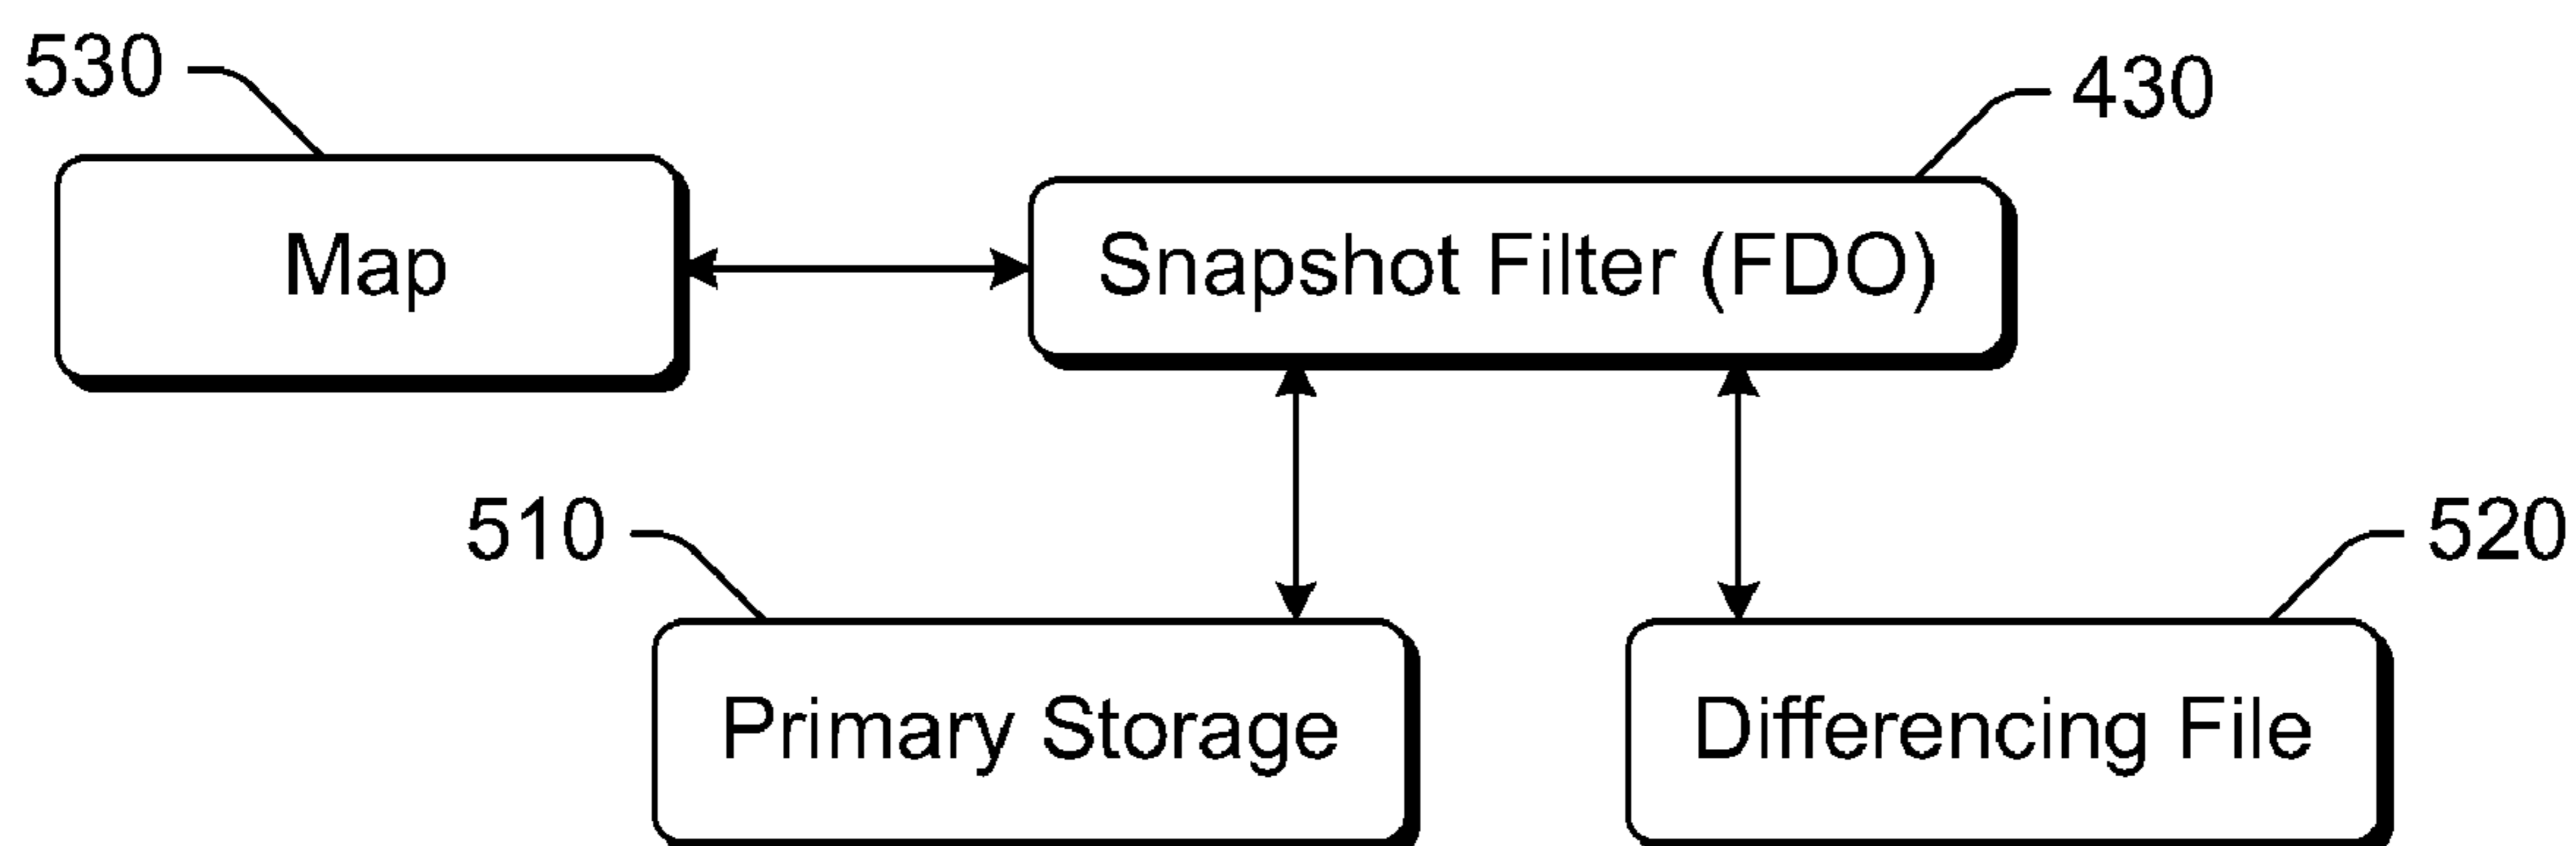 530
430
Map
Snapshot Filter (FDO)
510
520
Primary Storage
Differencing File